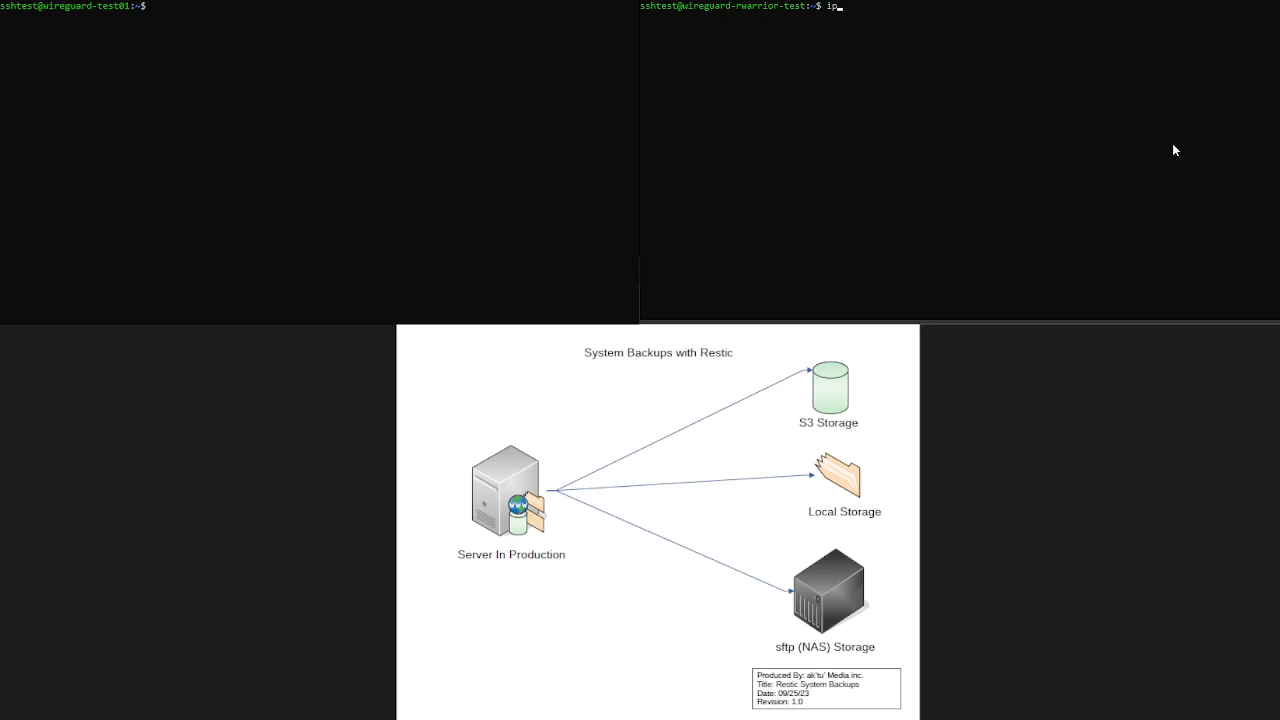 sshtest@wireguard-test01:~$
sshtest@wireguard-rwarrior-test:~$ ip
System Backups with Restic
S3 Storage
Local Storage
Server In Production
sftp (NAS) Storage
Produced By: ak'tu' Media inc.
Title: Restic System Backups
Date: 09/25/23
Revision: 1.0